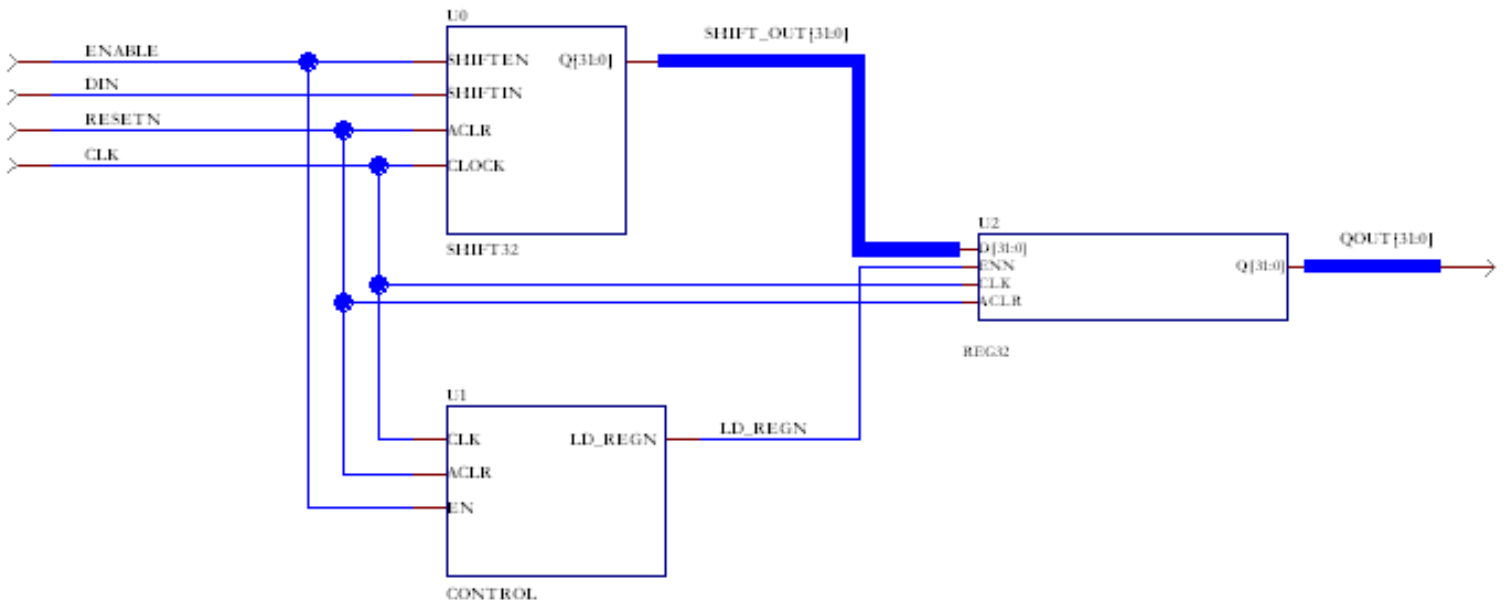 U0
ENABLE
SHIFTEN
Q[31:0]
SHIFT_OUT[31:0]
DIN
SHIFTIN
RESETN
ACLR
CLK
CLOCK
SHIFT32
U2
D[31:0]
ENN
CLK
ACLR
Q[31:0]
QOUT[31:0]
REG32
U1
CLK
LD_REGN
LD_REGN
ACLR
EN
CONTROL